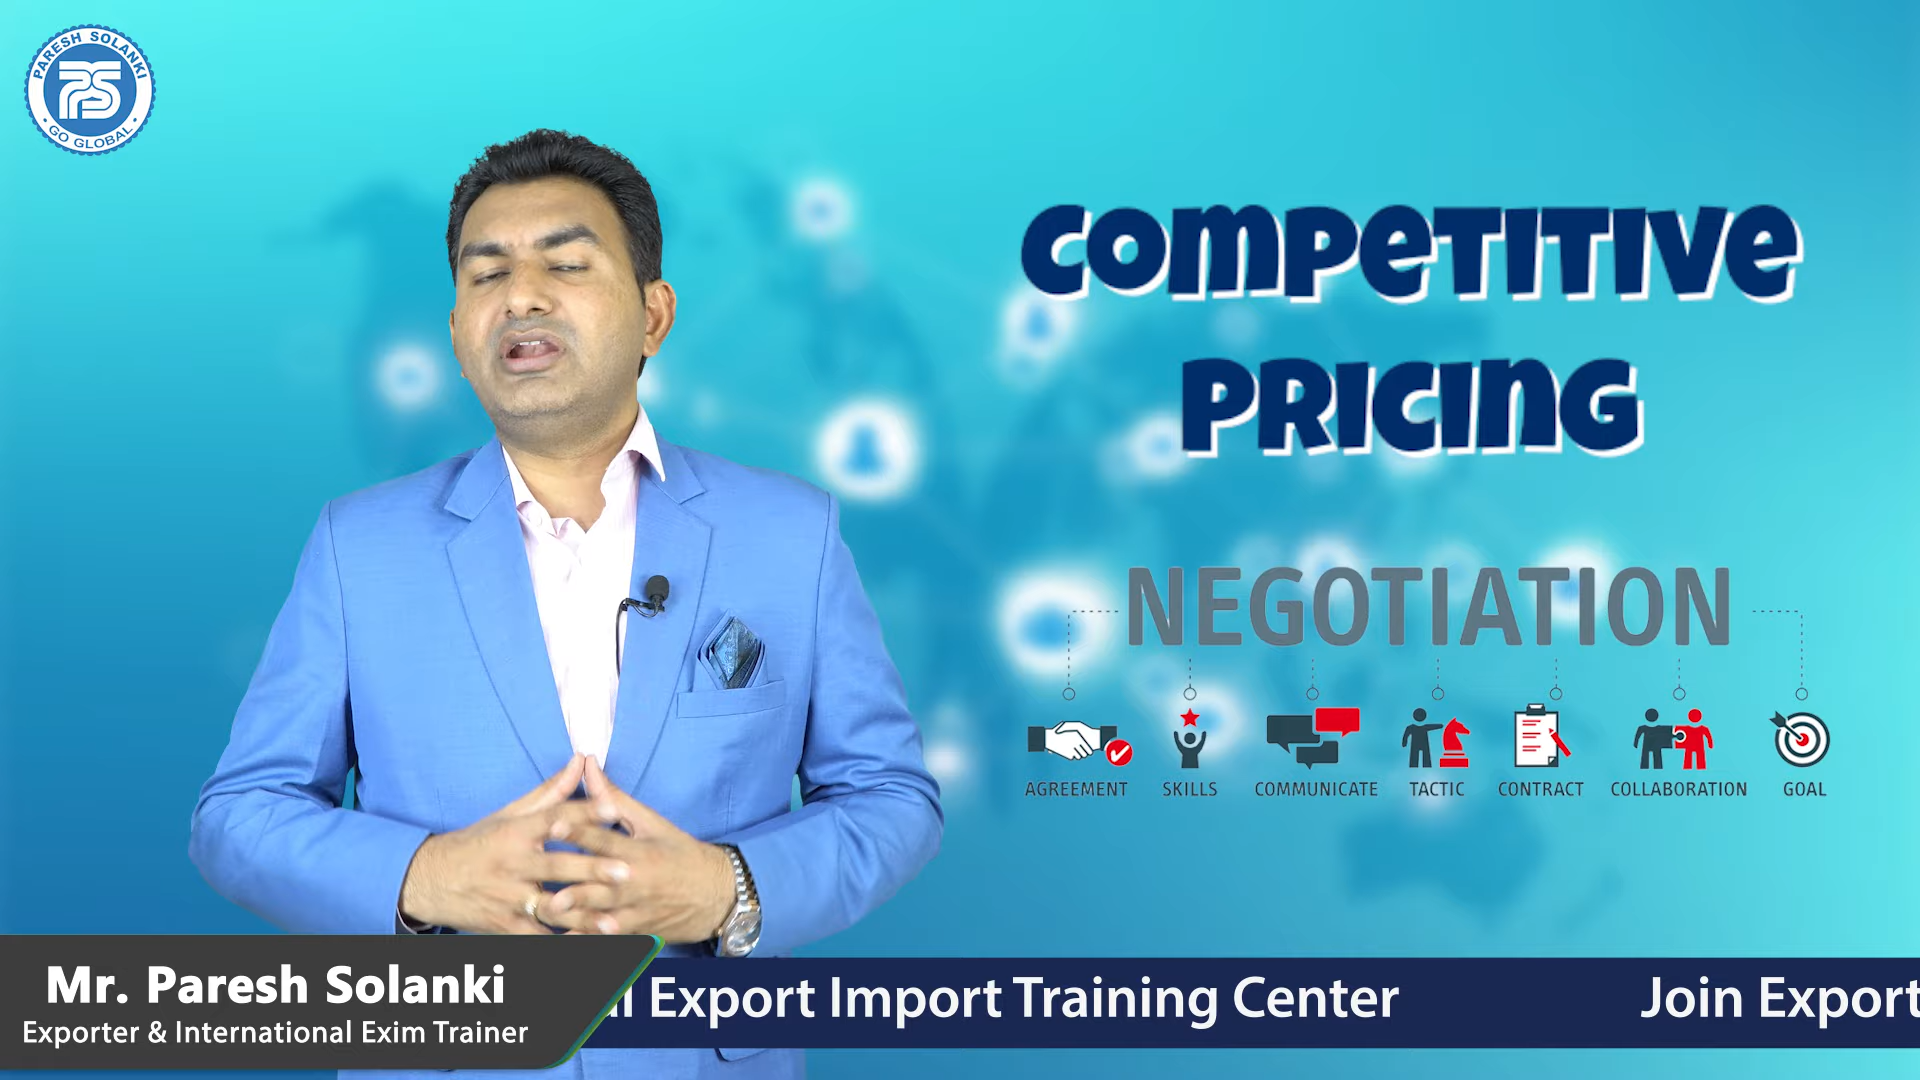 PARESH SOLANKI
PS
• GO GLOBAL •
COMPETITIVE
PRICING
NEGOTIATION
AGREEMENT SKILLS COMMUNICATE TACTIC CONTRACT COLLABORATION GOAL
Mr. Paresh Solanki
Exporter & International Exim Trainer
Export Import Training Center Join Export